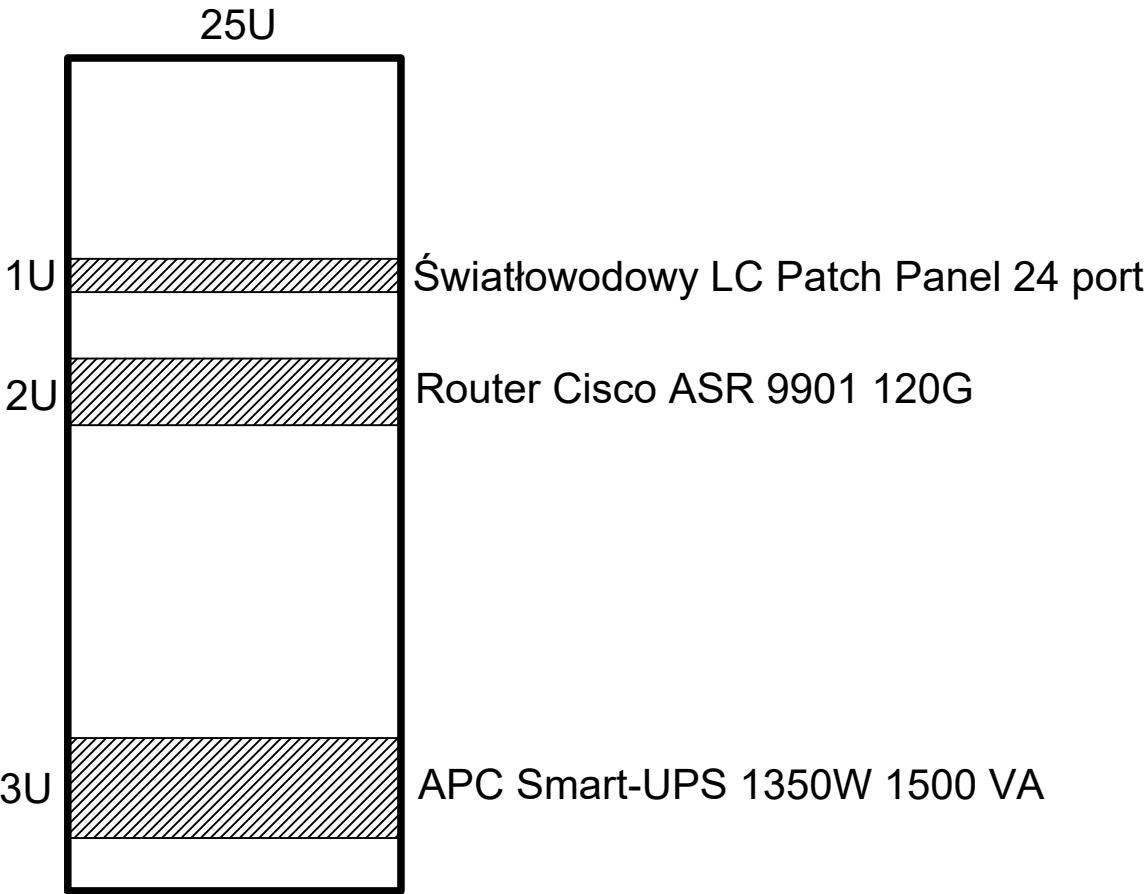 25U
1U
Światłowodowy LC Patch Panel 24 port
2U
Router Cisco ASR 9901 120G
3U
APC Smart-UPS 1350W 1500 VA